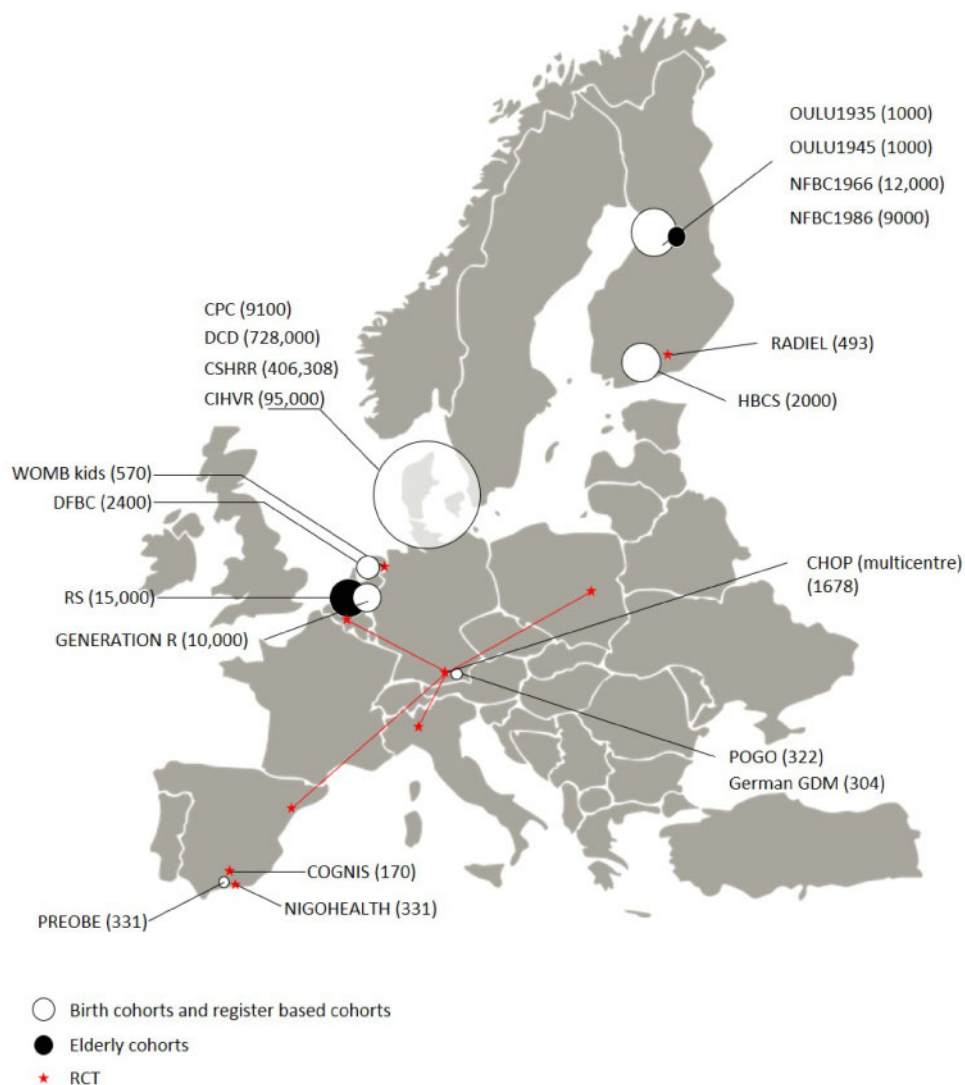 OULU1935 (1000)
OULU1945 (1000)
NFBC1966 (12,000)
NFBC1986 (9000)
CPC (9100)
DCD (728,000)
CSHRR (406,308)
CIHVR (95,000)
RADIEL (493)
HBCS (2000)
WOMB kids (570)
DFBC (2400)
CHOP (multicentre)
(1678)
RS (15,000)
GENERATION R (10,000)
POGO (322)
German GDM (304)
COGNIS (170)
NIGOHEALTH (331)
PREOBE (331)
Birth cohorts and register based cohorts
Elderly cohorts
RCT